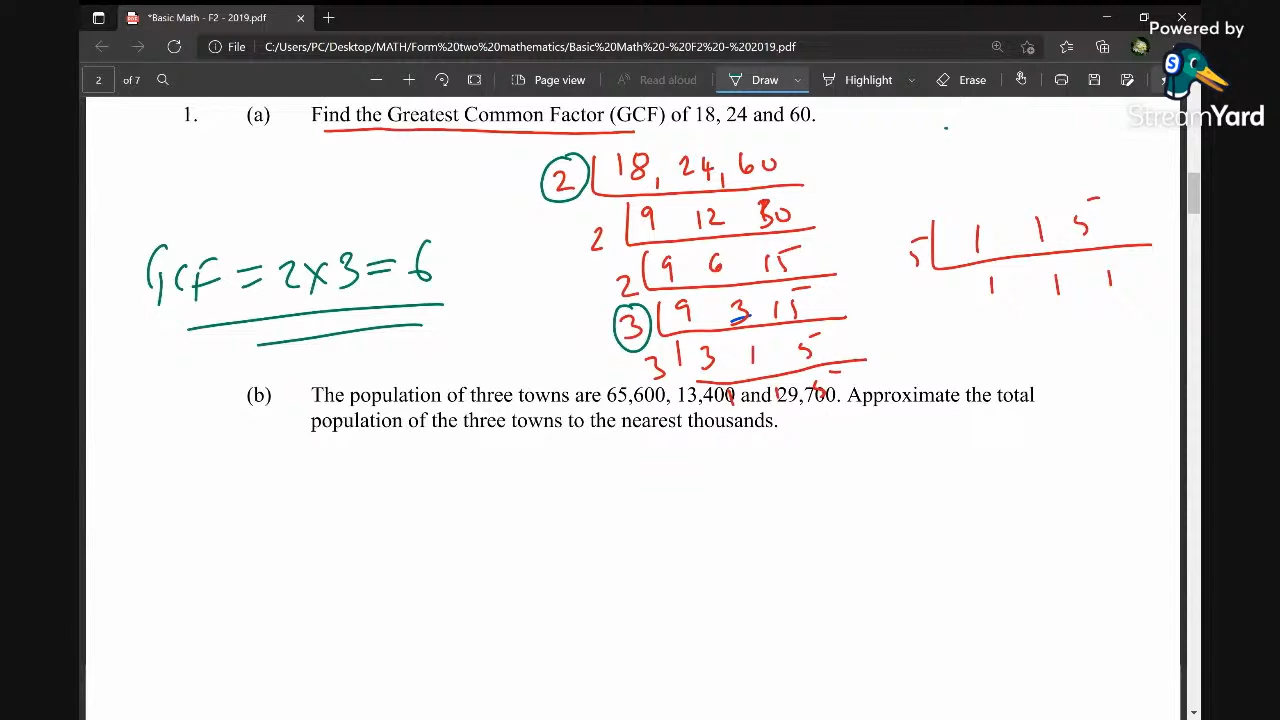 *Basic Math - F2 - 2019.pdf
File C:/Users/PC/Desktop/MATH/Form%20two%20mathematics/Basic%20Math%20-%20F2%20-%202019.pdf
Powered by
S
StreamYard
2 of 7 Page view Read aloud Draw Highlight Erase
1. (a) Find the Greatest Common Factor (GCF) of 18, 24 and 60.
2 18, 24, 60
2 9 12 30
2 9 6 15
3 9 3 15
3 3 1 5
1 1 5
5 1 1 5
1 1 1
GCF = 2x3 = 6
(b) The population of three towns are 65,600, 13,400 and 29,700. Approximate the total
population of the three towns to the nearest thousands.